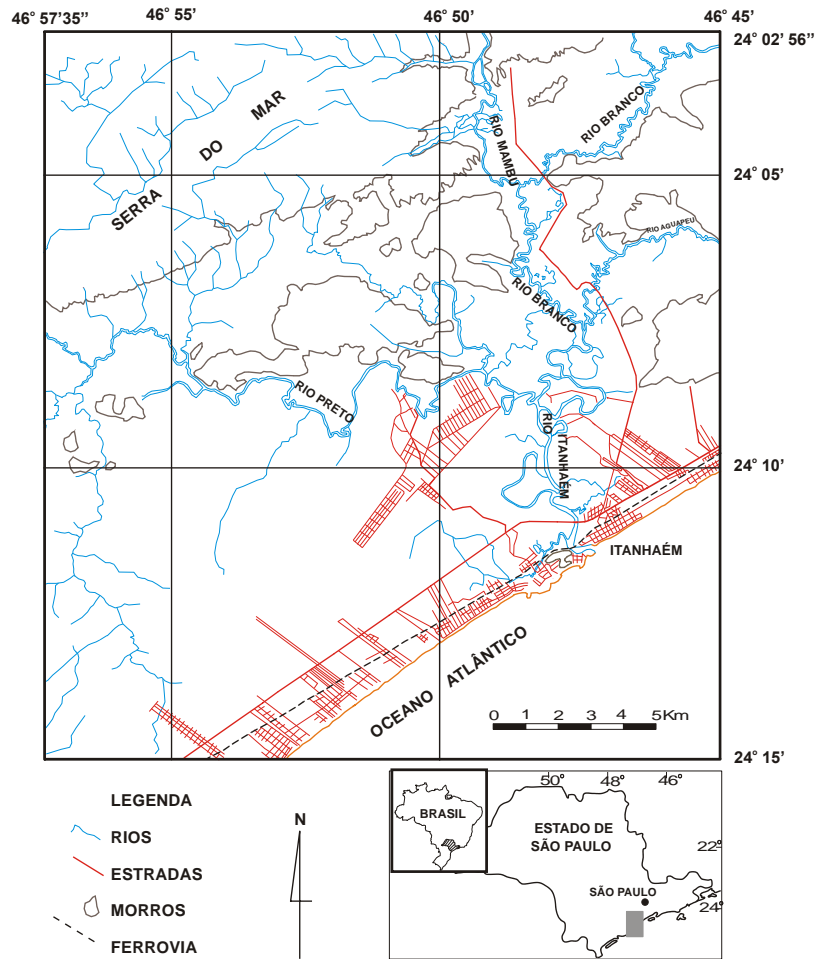 46° 57’35’’
46° 55’
46° 50’
46° 45’
24° 02’ 56’’
SERRA DO MAR
RIO MAMBU
RIO BRANCO
24° 05’
RIO AGUAPEU
RIO BRANCO
RIO PRETO
RIO ITANHAÉM
24° 10’
ITANHAÉM
OCEANO ATLÂNTICO
0 1 2 3 4 5Km
24° 15’
LEGENDA
RIOS
ESTRADAS
MORROS
FERROVIA
N
BRASIL
50° 48° 46°
ESTADO DE
SÃO PAULO
22°
SÃO PAULO
24°